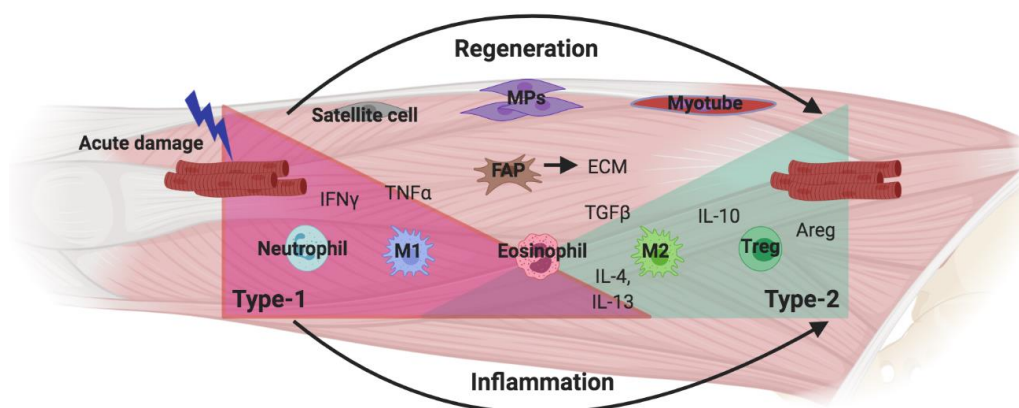 Regeneration
MPs
Satellite cell
Myotube
Acute damage
FAP
ECM
IFNγ
TNFα
TGFβ
IL-10
Areg
Neutrophil
M1
Eosinophil
M2
Treg
IL-4,
IL-13
Type-1
Type-2
Inflammation